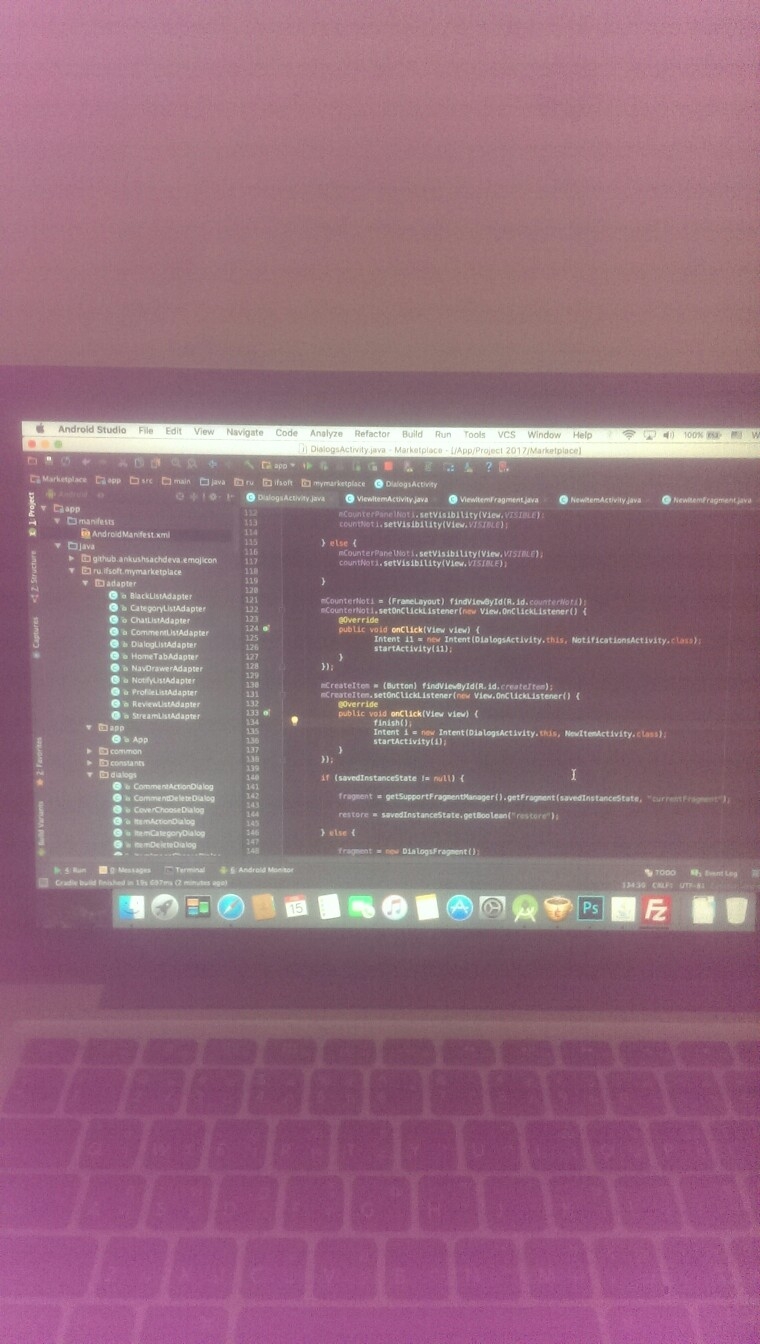 Android Studio File Edit View Navigate Code Analyze Refactor Build Run Tools VCS Window Help 100%
DialogsActivity.java - Marketplace - [/App/Project 2017/Marketplace]
app
Marketplace app src main java ru ifsoft mymarketplace DialogsActivity
Android
DialogsActivity.java ViewItemActivity.java ViewItemFragment.java NewItemActivity.java NewItemFragment.java
1: Project
Z: Structure
Captures
2: Favorites
Build Variants
app
manifests
AndroidManifest.xml
java
github.ankushsachdeva.emojicon
ru.ifsoft.mymarketplace
adapter
BlackListAdapter
CategoryListAdapter
ChatListAdapter
CommentListAdapter
DialogListAdapter
HomeTabAdapter
NavDrawerAdapter
NotifyListAdapter
ProfileListAdapter
ReviewListAdapter
StreamListAdapter
app
App
common
constants
dialogs
CommentActionDialog
CommentDeleteDialog
CoverChooseDialog
ItemActionDialog
ItemCategoryDialog
ItemDeleteDialog
112 mCounterPanelNoti.setVisibility(View.VISIBLE);
113 countNoti.setVisibility(View.VISIBLE);
114
115 } else {
116 mCounterPanelNoti.setVisibility(View.VISIBLE);
117 countNoti.setVisibility(View.VISIBLE);
118
119 }
120
121 mCounterNoti = (FrameLayout) findViewById(R.id.counterNoti);
122 mCounterNoti.setOnClickListener(new View.OnClickListener() {
123 @Override
124 public void onClick(View view) {
125 Intent i1 = new Intent(DialogsActivity.this, NotificationsActivity.class);
126 startActivity(i1);
127 }
128 });
129
130 mCreateItem = (Button) findViewById(R.id.createItem);
131 mCreateItem.setOnClickListener(new View.OnClickListener() {
132 @Override
133 public void onClick(View view) {
134 finish();
135 Intent i = new Intent(DialogsActivity.this, NewItemActivity.class);
136 startActivity(i);
137 }
138 });
139
140 if (savedInstanceState != null) {
141
142 fragment = getSupportFragmentManager().getFragment(savedInstanceState, "currentFragment");
143
144 restore = savedInstanceState.getBoolean("restore");
145
146 } else {
147
148 fragment = new DialogsFragment();
5: Run 0: Messages Terminal 6: Android Monitor TODO Event Log
Gradle build finished in 19s 697ms (2 minutes ago) 134:30 CRLF: UTF-8:
15
Ps
Fz